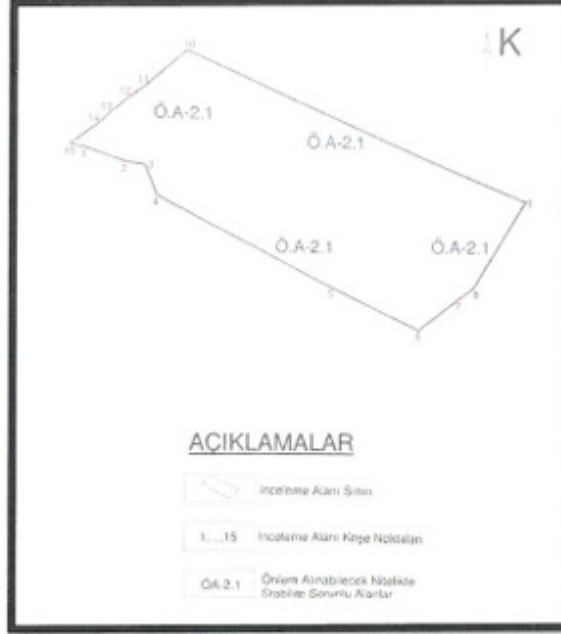 K
10
11
12
13
14
15
1
2
3
4
5
6
7
8
9
Ö.A-2.1
Ö.A-2.1
Ö.A-2.1
Ö.A-2.1
AÇIKLAMALAR
İnceleme Alanı Sınırı
1,...,15 İnceleme Alanı Köşe Noktaları
ÖA-2.1 Önlem Alınabilecek Nitelikte
Stabilite Sorunlu Alanlar